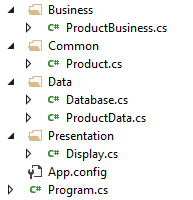 Business
C# ProductBusiness.cs
Common
C# Product.cs
Data
C# Database.cs
C# ProductData.cs
Presentation
C# Display.cs
App.config
C# Program.cs